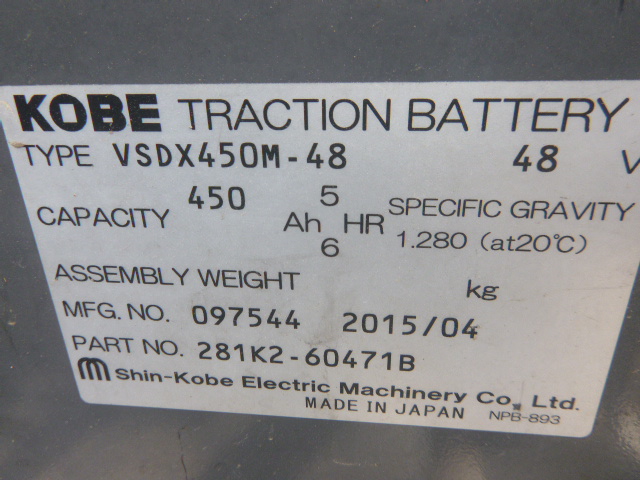 KOBE TRACTION BATTERY
TYPE VSDX450M-48 48 V
CAPACITY 450 Ah 5 HR SPECIFIC GRAVITY
6 1.280 (at20℃)
ASSEMBLY WEIGHT kg
MFG. NO. 097544 2015/04
PART NO. 281K2-60471B
Shin-Kobe Electric Machinery Co., Ltd.
MADE IN JAPAN NPB-893